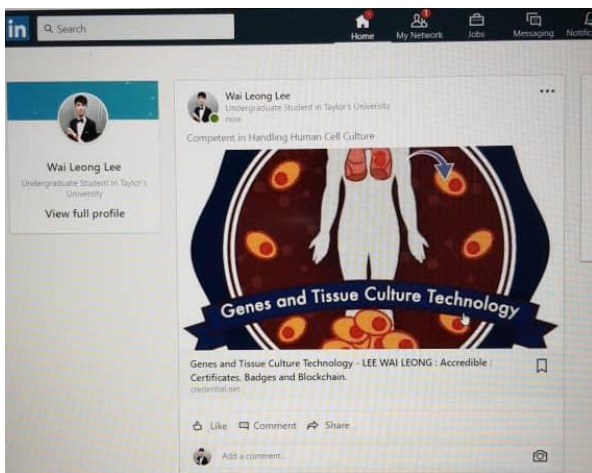 in
Search
Home
My Network
Jobs
Messaging
Wai Leong Lee
Undergraduate Student in Taylor's
University
View full profile
Wai Leong Lee
Undergraduate Student in Taylor's University
now
Competent in Handling Human Cell Culture
Genes and Tissue Culture Technology
Genes and Tissue Culture Technology - LEE WAI LEONG : Accredible :
Certificates, Badges and Blockchain.
credential.net
Like
Comment
Share
Add a comment...